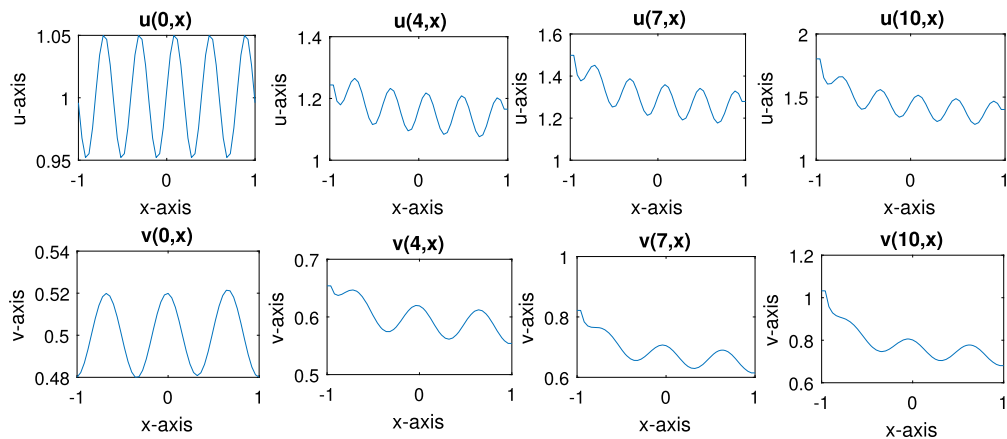 u(0,x)
u(4,x)
u(7,x)
u(10,x)
1.05
1
0.95
u-axis
-1 0 1
x-axis
1.4
1.2
1
u-axis
-1 0 1
x-axis
1.6
1.4
1.2
1
u-axis
-1 0 1
x-axis
2
1.5
1
u-axis
-1 0 1
x-axis
v(0,x)
v(4,x)
v(7,x)
v(10,x)
0.54
0.52
0.5
0.48
v-axis
-1 0 1
x-axis
0.7
0.6
0.5
v-axis
-1 0 1
x-axis
1
0.8
0.6
v-axis
-1 0 1
x-axis
1.2
1
0.8
0.6
v-axis
-1 0 1
x-axis